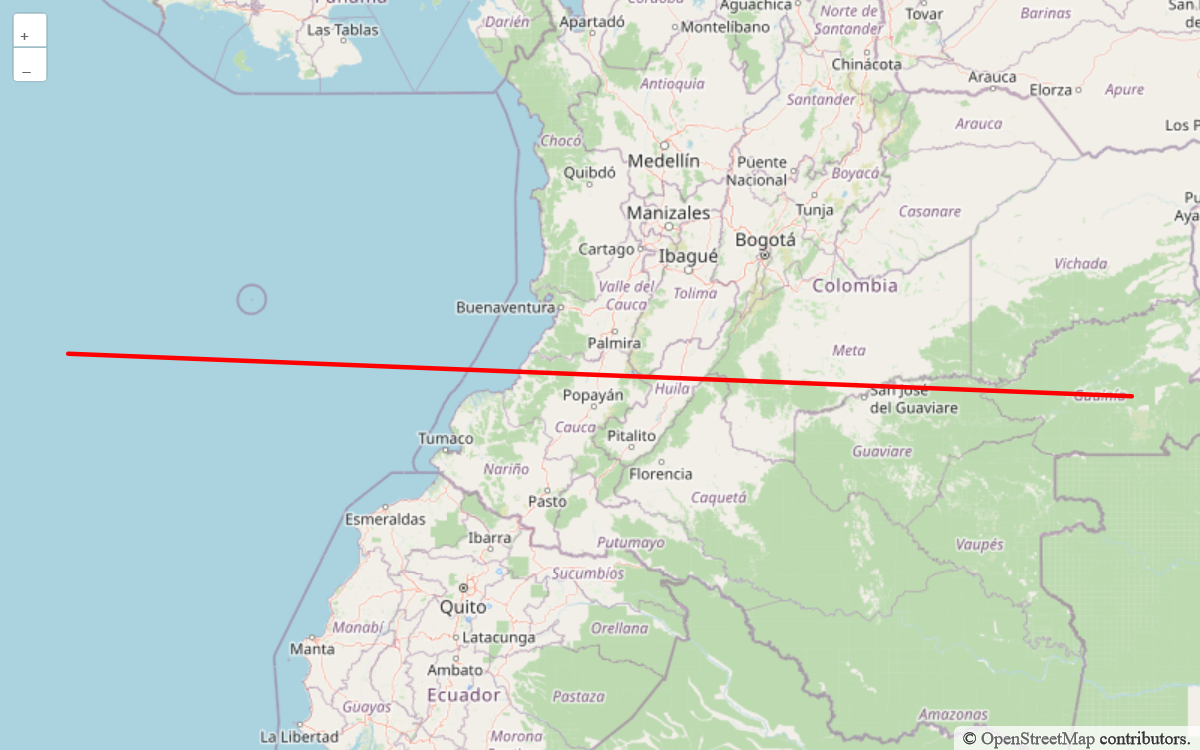 +
–
Panamá
Las Tablas
Darién
Apartadó
Córdoba
Montelíbano
Aguachica
Norte de
Santander
Tovar
Barinas
San
de
Chinácota
Antioquia
Santander
Arauca
Elorza
Apure
Arauca
Los P
Chocó
Quibdó
Medellín
Puente
Nacional
Boyacá
Tunja
Casanare
Pu
Aya
Manizales
Cartago
Ibagué
Bogotá
Vichada
Valle del
Cauca
Tolima
Colombia
Buenaventura
Palmira
Meta
Huila
Popayán
San José
del Guaviare
Guainía
Cauca
Pitalito
Tumaco
Guaviare
Nariño
Florencia
Caquetá
Pasto
Esmeraldas
Ibarra
Putumayo
Vaupés
Sucumbíos
Quito
Manabí
Orellana
Manta
Latacunga
Ambato
Ecuador
Pastaza
Guayas
La Libertad
Morona
Amazonas
© OpenStreetMap contributors.